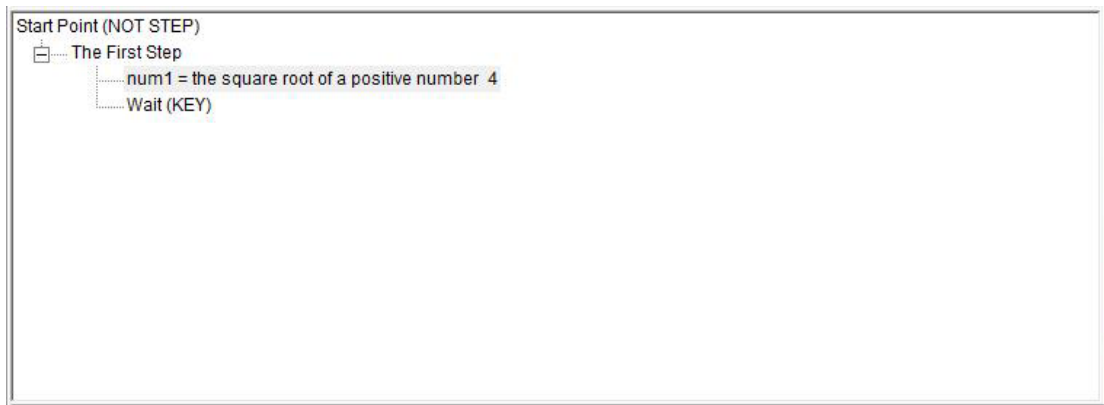 Start Point (NOT STEP)
The First Step
num1 = the square root of a positive number 4
Wait (KEY)